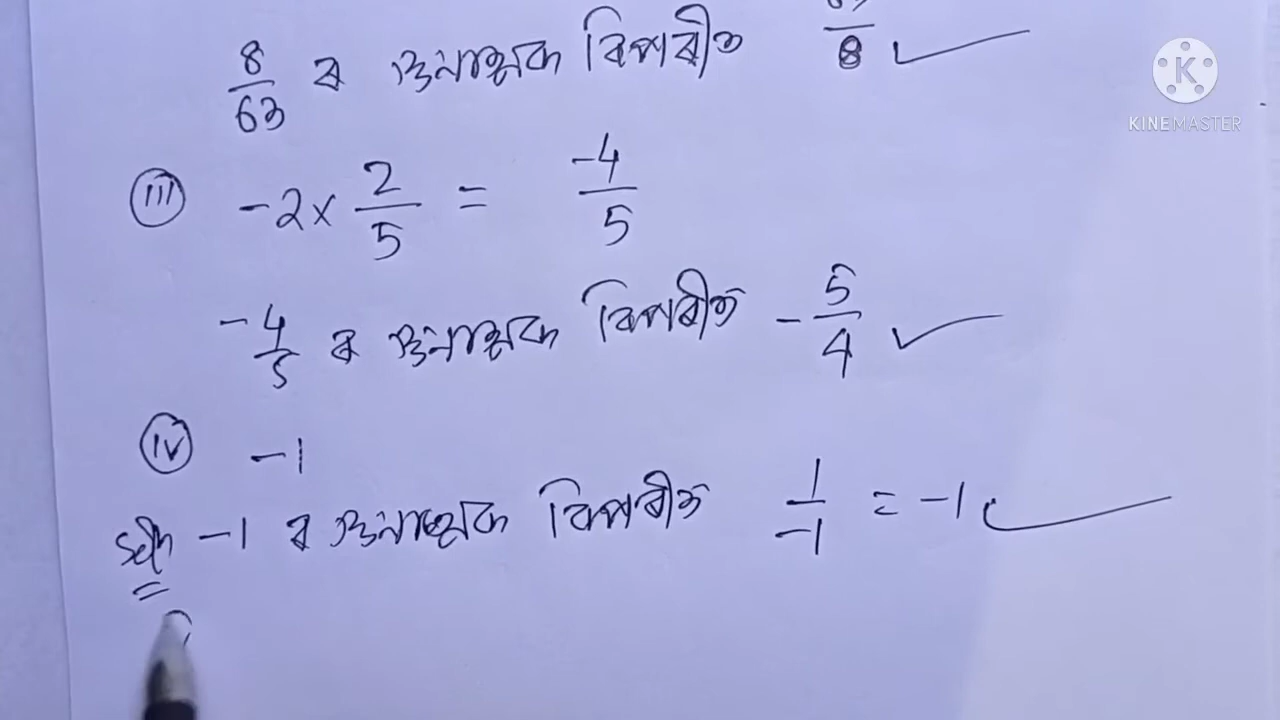 8/63 ৰ গুণাত্মক বিপৰীত /8
KINEMASTER
(iii) -2 × 2/5 = -4/5
-4/5 ৰ গুণাত্মক বিপৰীত - 5/4
(iv) -1
Soln -1 ৰ গুণাত্মক বিপৰীত 1/-1 = -1